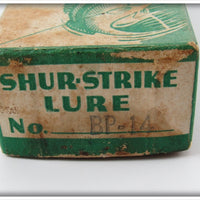 SHUR-STRIKE
LURE
No. BP-14